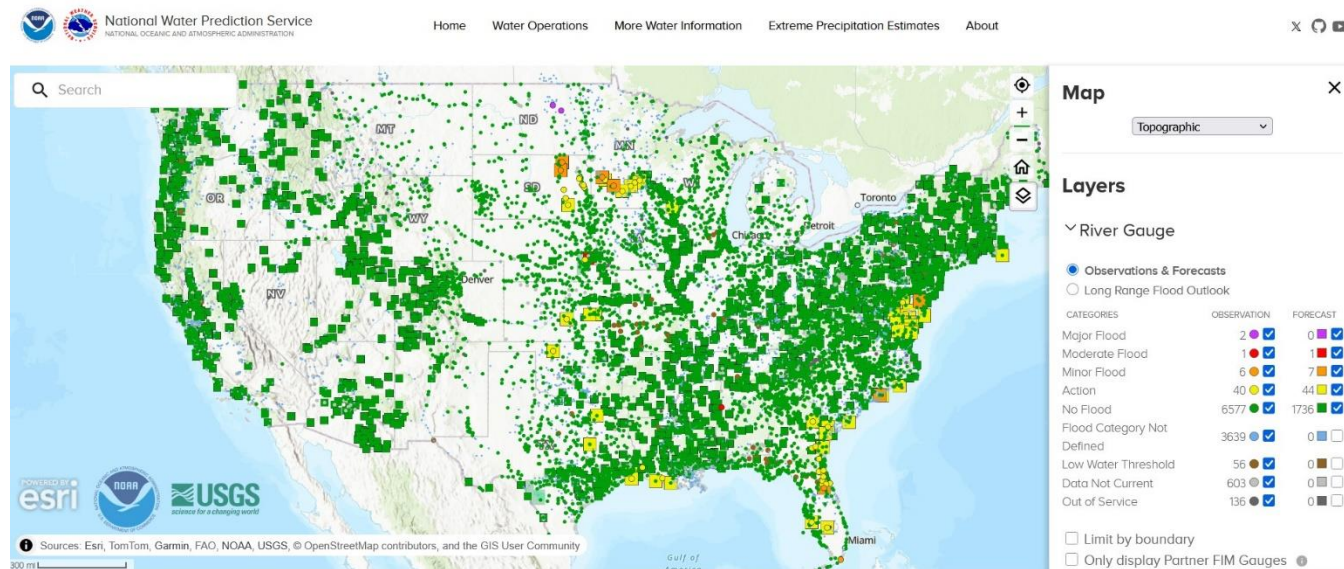 National Water Prediction Service
NATIONAL OCEANIC AND ATMOSPHERIC ADMINISTRATION
Home Water Operations More Water Information Extreme Precipitation Estimates About
Search
Map
Topographic
Layers
River Gauge
Observations & Forecasts
Long Range Flood Outlook
CATEGORIES OBSERVATION FORECAST
Major Flood 2 0
Moderate Flood 1 1
Minor Flood 6 7
Action 40 44
No Flood 6577 1736
Flood Category Not Defined 3639 0
Low Water Threshold 56 0
Data Not Current 603 0
Out of Service 136 0
Limit by boundary
Only display Partner FIM Gauges
MT
ND
MN
OR
SD
WY
WI
NV
Toronto
Detroit
Chicago
Denver
Miami
Gulf of
POWERED BY
esri
NOAA
USGS
science for a changing world
Sources: Esri, TomTom, Garmin, FAO, NOAA, USGS, © OpenStreetMap contributors, and the GIS User Community
300 mi